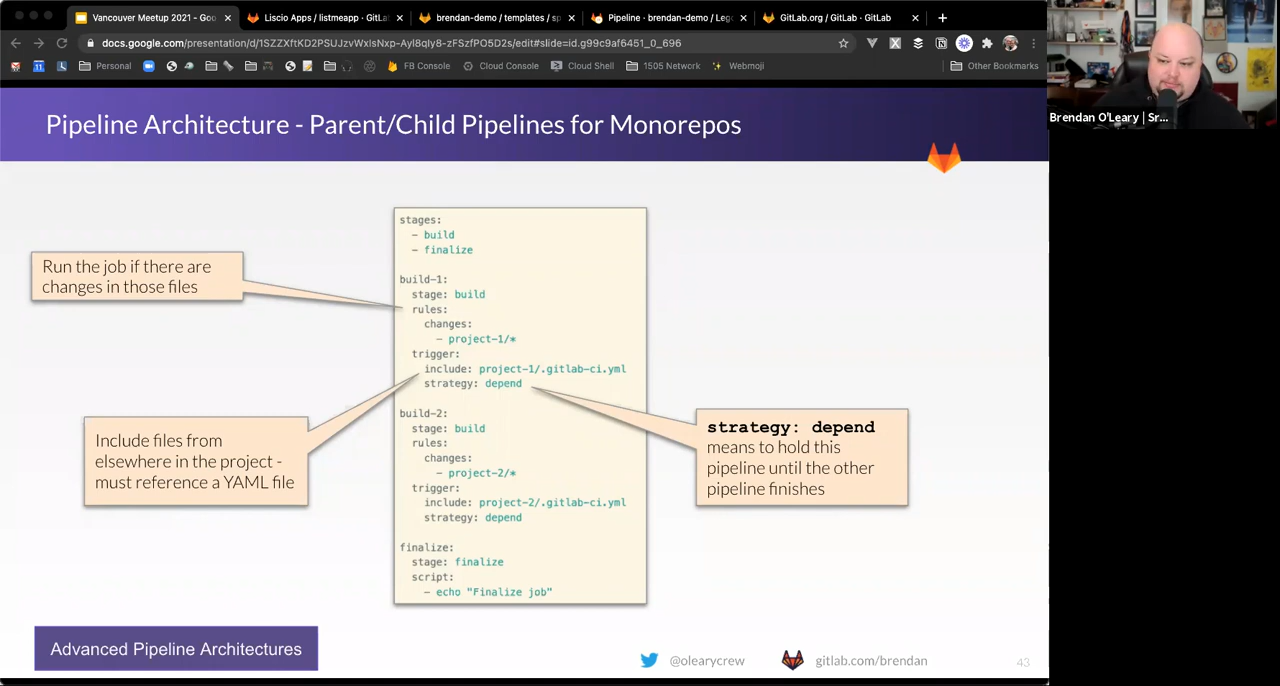 Vancouver Meetup 2021 - Goo
Liscio Apps / listmeapp · GitLa
brendan-demo / templates / sp
Pipeline · brendan-demo / Leg
GitLab.org / GitLab · GitLab
docs.google.com/presentation/d/1SZZXftKD2PSUJzvWxIsNxp-Ayl8qIy8-zFSzfPO5D2s/edit#slide=id.g99c9af6451_0_696
Personal
1505 Network
FB Console
Cloud Console
Cloud Shell
Webmoji
Other Bookmarks
Brendan O'Leary | Sr...
Pipeline Architecture - Parent/Child Pipelines for Monorepos
Run the job if there are
changes in those files
Include files from
elsewhere in the project -
must reference a YAML file
stages:
- build
- finalize
build-1:
stage: build
rules:
changes:
- project-1/*
trigger:
include: project-1/.gitlab-ci.yml
strategy: depend
build-2:
stage: build
rules:
changes:
- project-2/*
trigger:
include: project-2/.gitlab-ci.yml
strategy: depend
finalize:
stage: finalize
script:
- echo "Finalize job"
strategy: depend
means to hold this
pipeline until the other
pipeline finishes
Advanced Pipeline Architectures
@olearycrew
gitlab.com/brendan
43